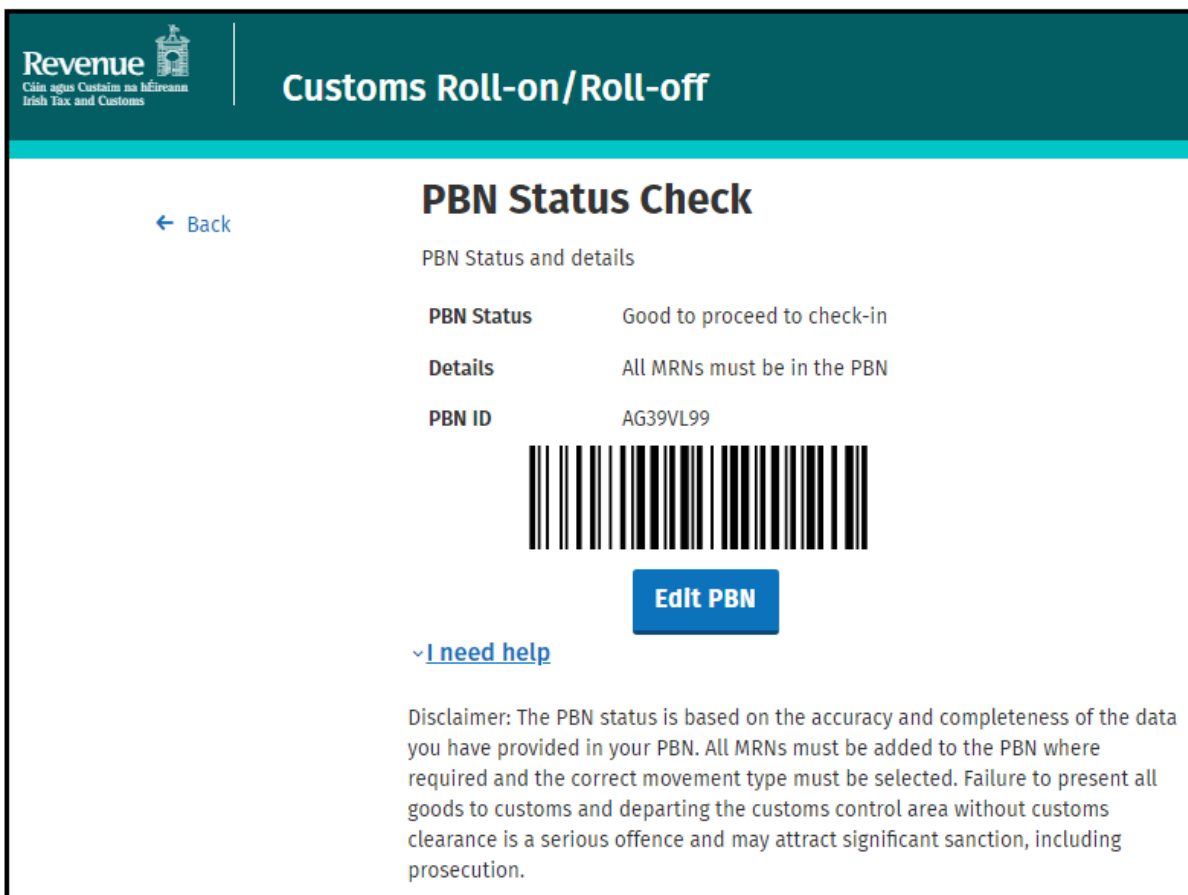 Revenue
Cáin agus Custaim na hÉireann
Irish Tax and Customs
Customs Roll-on/Roll-off
← Back
PBN Status Check
PBN Status and details
PBN Status Good to proceed to check-in
Details All MRNs must be in the PBN
PBN ID AG39VL99
Edit PBN
I need help
Disclaimer: The PBN status is based on the accuracy and completeness of the data
you have provided in your PBN. All MRNs must be added to the PBN where
required and the correct movement type must be selected. Failure to present all
goods to customs and departing the customs control area without customs
clearance is a serious offence and may attract significant sanction, including
prosecution.